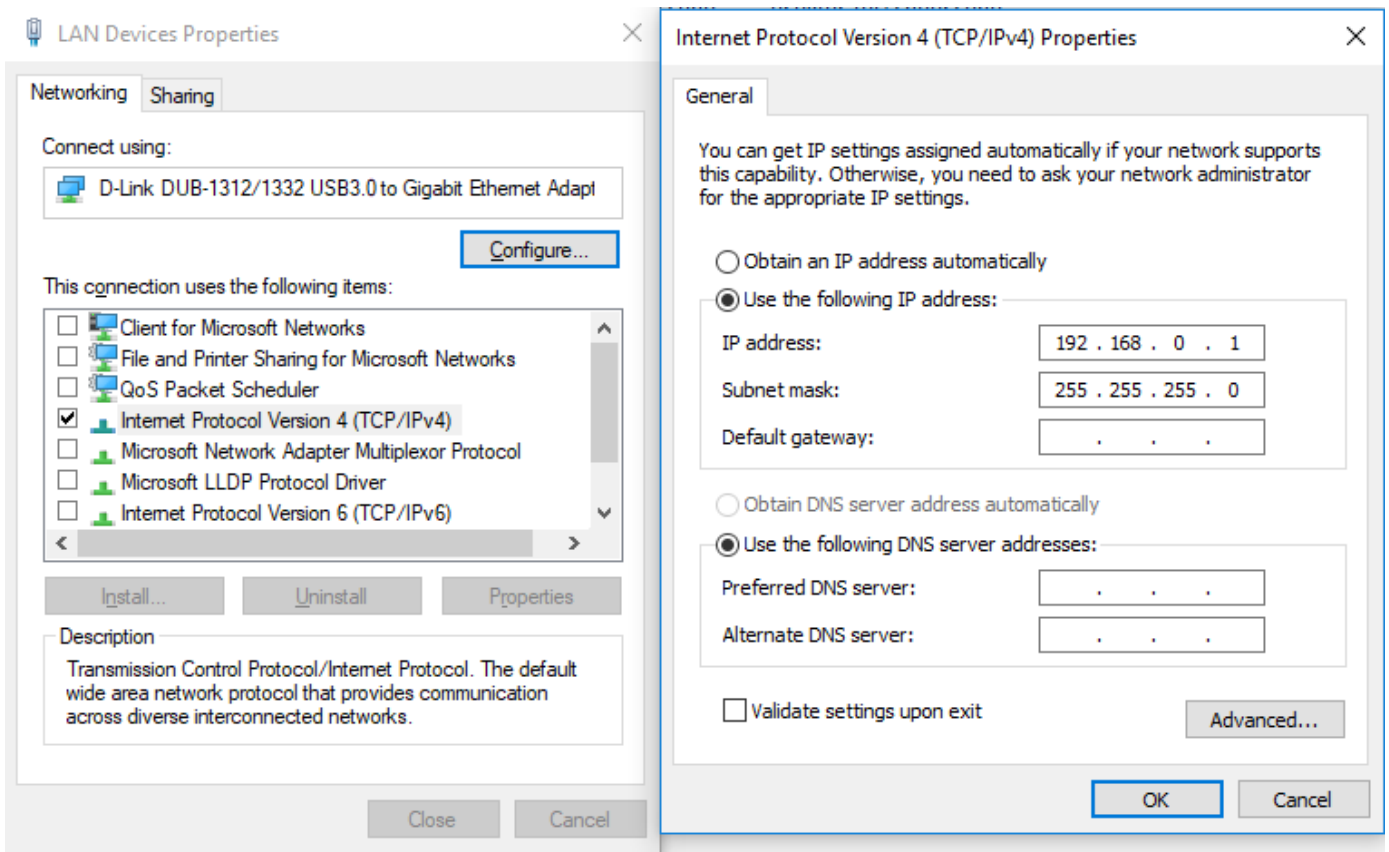 LAN Devices Properties
Networking
Sharing
Connect using:
D-Link DUB-1312/1332 USB3.0 to Gigabit Ethernet Adapt
Configure...
This connection uses the following items:
Client for Microsoft Networks
File and Printer Sharing for Microsoft Networks
QoS Packet Scheduler
Internet Protocol Version 4 (TCP/IPv4)
Microsoft Network Adapter Multiplexor Protocol
Microsoft LLDP Protocol Driver
Internet Protocol Version 6 (TCP/IPv6)
Install...
Uninstall
Properties
Description
Transmission Control Protocol/Internet Protocol. The default
wide area network protocol that provides communication
across diverse interconnected networks.
Close
Cancel
Internet Protocol Version 4 (TCP/IPv4) Properties
General
You can get IP settings assigned automatically if your network supports
this capability. Otherwise, you need to ask your network administrator
for the appropriate IP settings.
Obtain an IP address automatically
Use the following IP address:
IP address:
192 . 168 . 0 . 1
Subnet mask:
255 . 255 . 255 . 0
Default gateway:
. . .
Obtain DNS server address automatically
Use the following DNS server addresses:
Preferred DNS server:
. . .
Alternate DNS server:
. . .
Validate settings upon exit
Advanced...
OK
Cancel